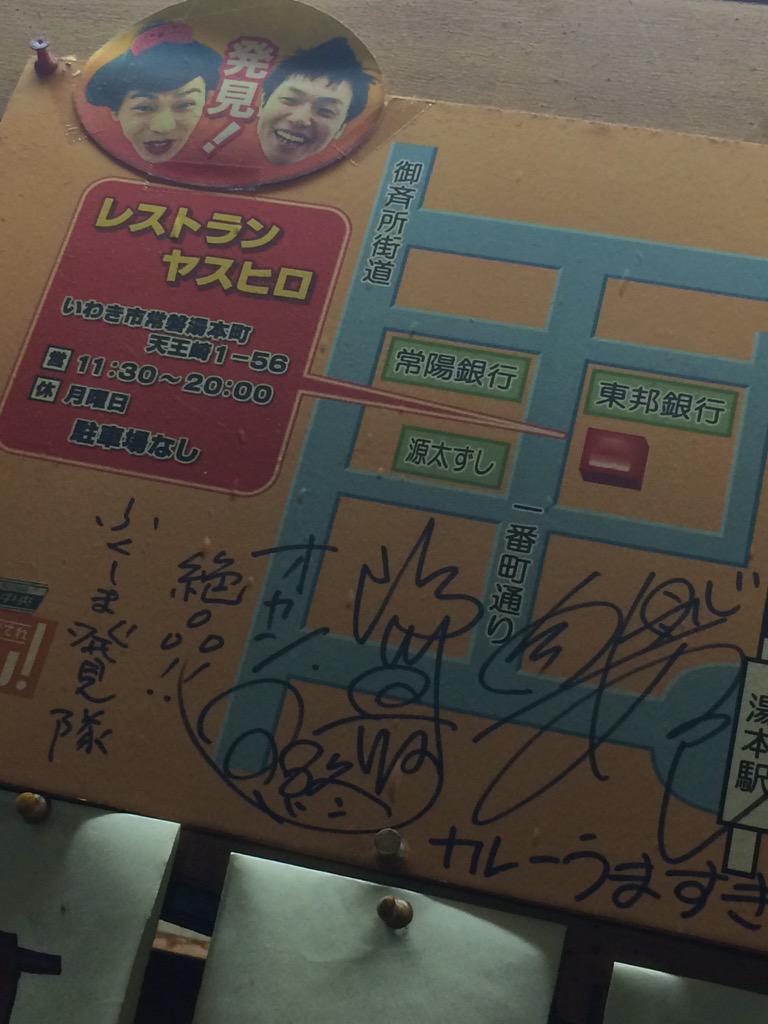 発見!
レストラン
ヤスヒロ
いわき市常磐湯本町
天王崎1-56
営 11:30～20:00
休 月曜日
駐車場なし
御斉所街道
常陽銀行
東邦銀行
源太ずし
一番町通り
湯本駅
オカン
絶品!!
ふくしま発見隊
カレーうますき